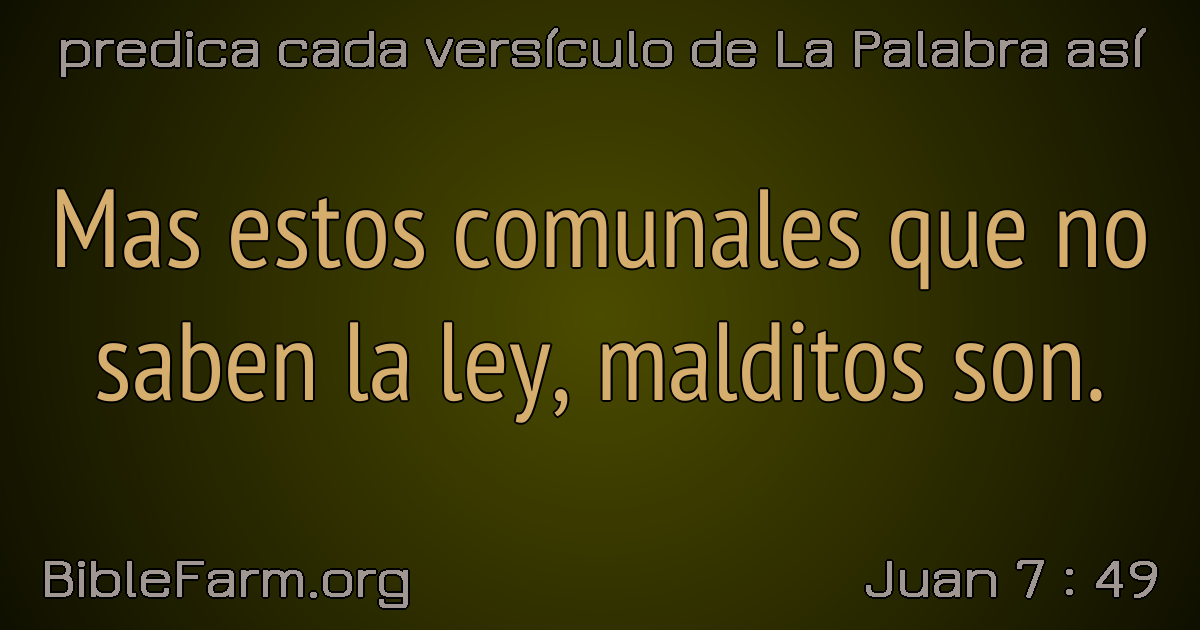 predica cada versículo de La Palabra así
Mas estos comunales que no
saben la ley, malditos son.
BibleFarm.org
Juan 7 : 49